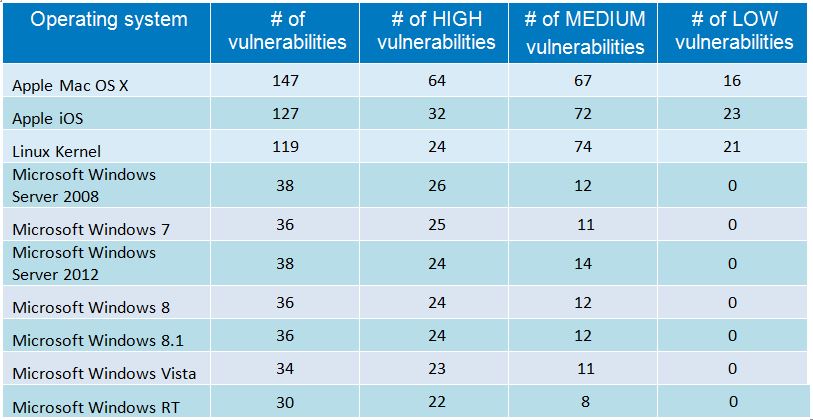 Operating system # of vulnerabilities # of HIGH vulnerabilities # of MEDIUM vulnerabilities # of LOW vulnerabilities
Apple Mac OS X 147 64 67 16
Apple iOS 127 32 72 23
Linux Kernel 119 24 74 21
Microsoft Windows
Server 2008 38 26 12 0
Microsoft Windows 7 36 25 11 0
Microsoft Windows
Server 2012 38 24 14 0
Microsoft Windows 8 36 24 12 0
Microsoft Windows 8.1 36 24 12 0
Microsoft Windows Vista 34 23 11 0
Microsoft Windows RT 30 22 8 0